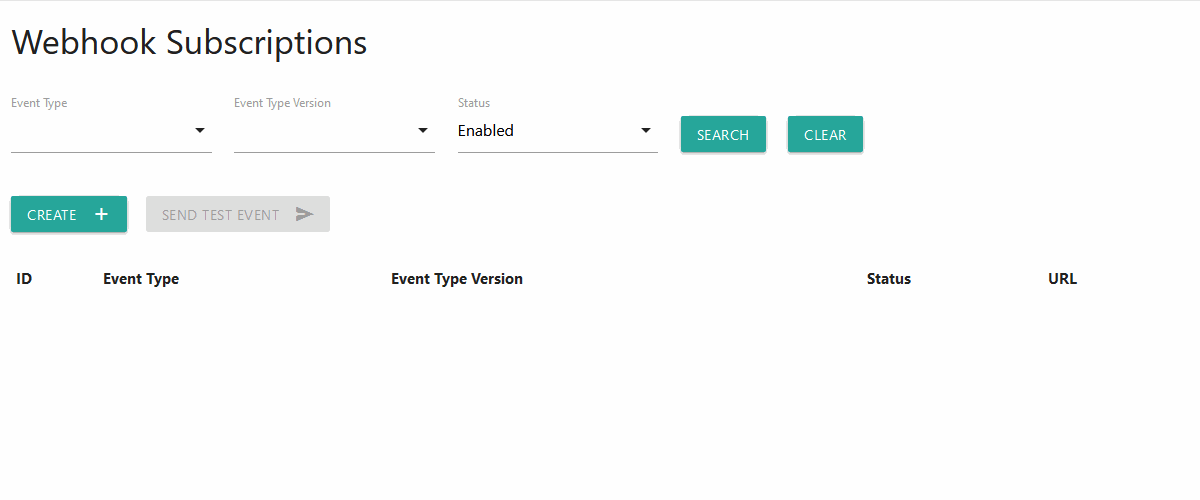 Webhook Subscriptions
Event Type Event Type Version Status
Enabled SEARCH CLEAR
CREATE SEND TEST EVENT
ID Event Type Event Type Version Status URL